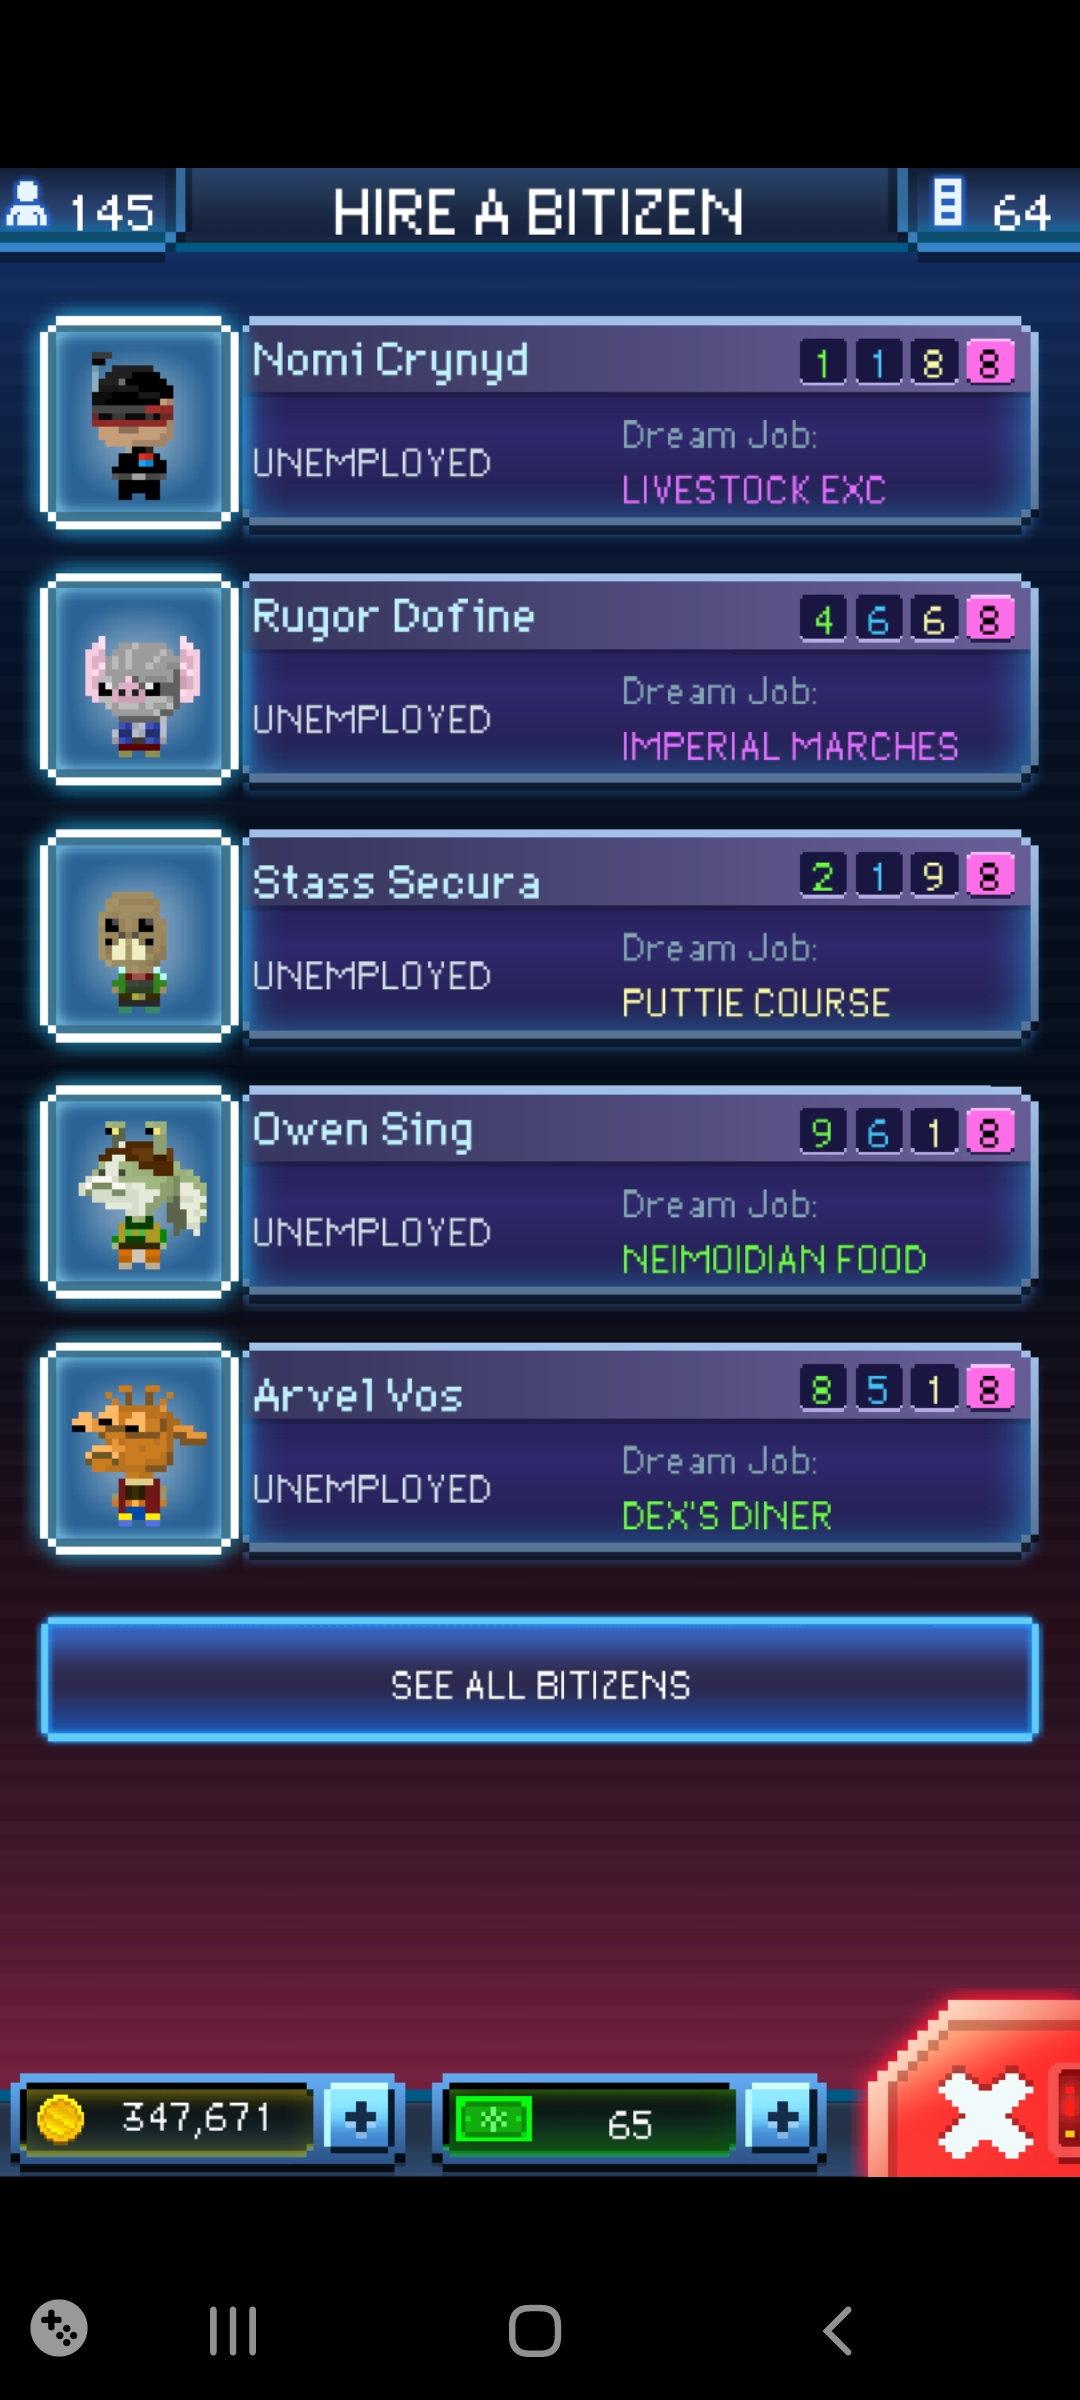 145
HIRE A BITIZEN
64
Nomi Crynyd
1 1 8 8
UNEMPLOYED
Dream Job:
LIVESTOCK EXC
Rugor Dofine
4 6 6 8
UNEMPLOYED
Dream Job:
IMPERIAL MARCHES
Stass Secura
2 1 9 8
UNEMPLOYED
Dream Job:
PUTTIE COURSE
Owen Sing
9 6 1 8
UNEMPLOYED
Dream Job:
NEIMOIDIAN FOOD
Arvel Vos
8 5 1 8
UNEMPLOYED
Dream Job:
DEX'S DINER
SEE ALL BITIZENS
347,671
65